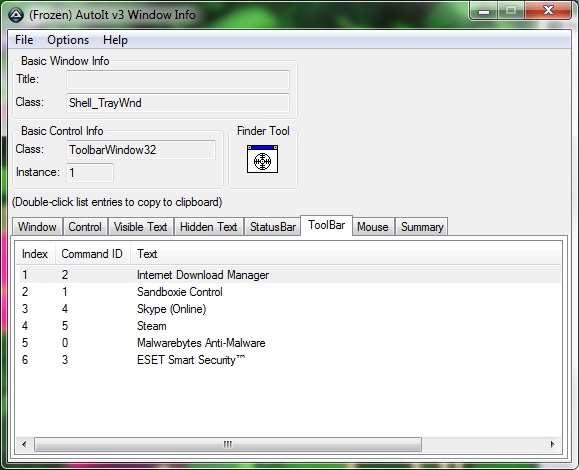 (Frozen) AutoIt v3 Window Info
File Options Help
Basic Window Info
Title:
Class: Shell_TrayWnd
Basic Control Info
Finder Tool
Class: ToolbarWindow32
Instance: 1
(Double-click list entries to copy to clipboard)
Window Control Visible Text Hidden Text StatusBar ToolBar Mouse Summary
Index Command ID Text
1 2 Internet Download Manager
2 1 Sandboxie Control
3 4 Skype (Online)
4 5 Steam
5 0 Malwarebytes Anti-Malware
6 3 ESET Smart Security™